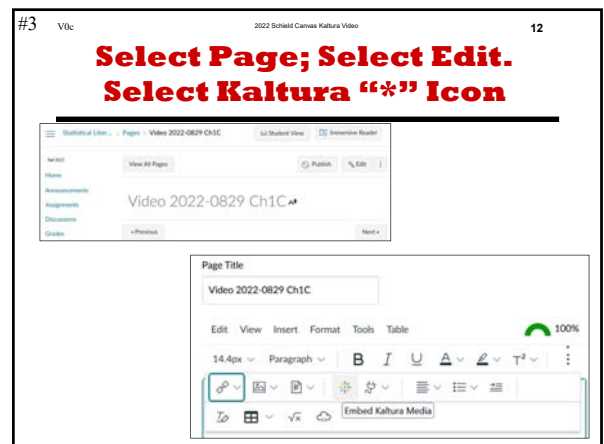 #3 V0c 2022 Schield Canvas Kaltura Video 12
Select Page; Select Edit.
Select Kaltura “*” Icon
Statistical Liter... › Pages › Video 2022-0829 Ch1C Student View Immersive Reader
Fall 2022
View All Pages Publish Edit
Home
Announcements
Assignments
Video 2022-0829 Ch1C
Discussions
Grades
‹ Previous Next ›
Page Title
Video 2022-0829 Ch1C
Edit View Insert Format Tools Table 100%
14.4px Paragraph B I U A T²
√x Embed Kaltura Media